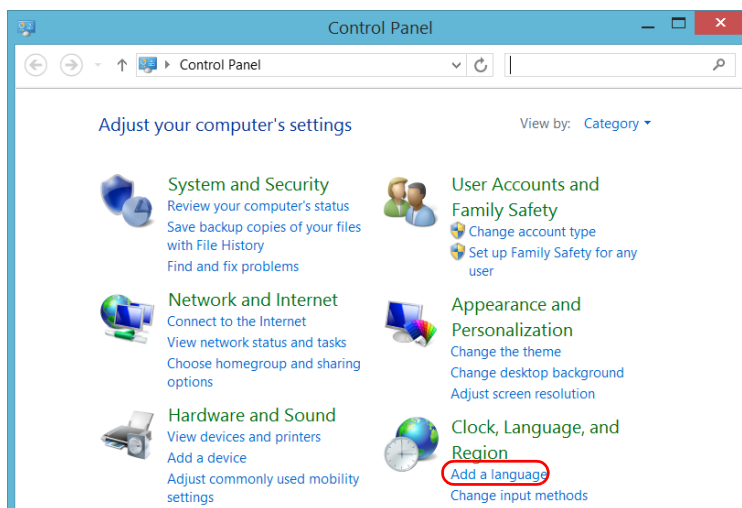 Control Panel
Control Panel
Adjust your computer's settings
View by: Category
System and Security
Review your computer's status
Save backup copies of your files
with File History
Find and fix problems
Network and Internet
Connect to the Internet
View network status and tasks
Choose homegroup and sharing
options
Hardware and Sound
View devices and printers
Add a device
Adjust commonly used mobility
settings
User Accounts and
Family Safety
Change account type
Set up Family Safety for any
user
Appearance and
Personalization
Change the theme
Change desktop background
Adjust screen resolution
Clock, Language, and
Region
Add a language
Change input methods